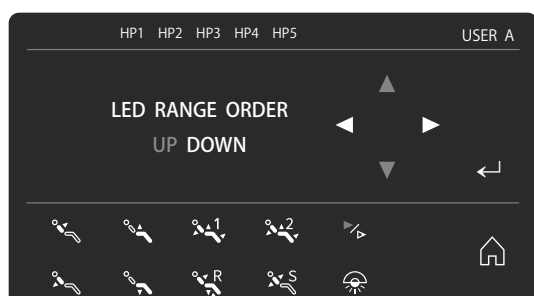 HP1 HP2 HP3 HP4 HP5 USER A
LED RANGE ORDER
UP DOWN
1 2
R S